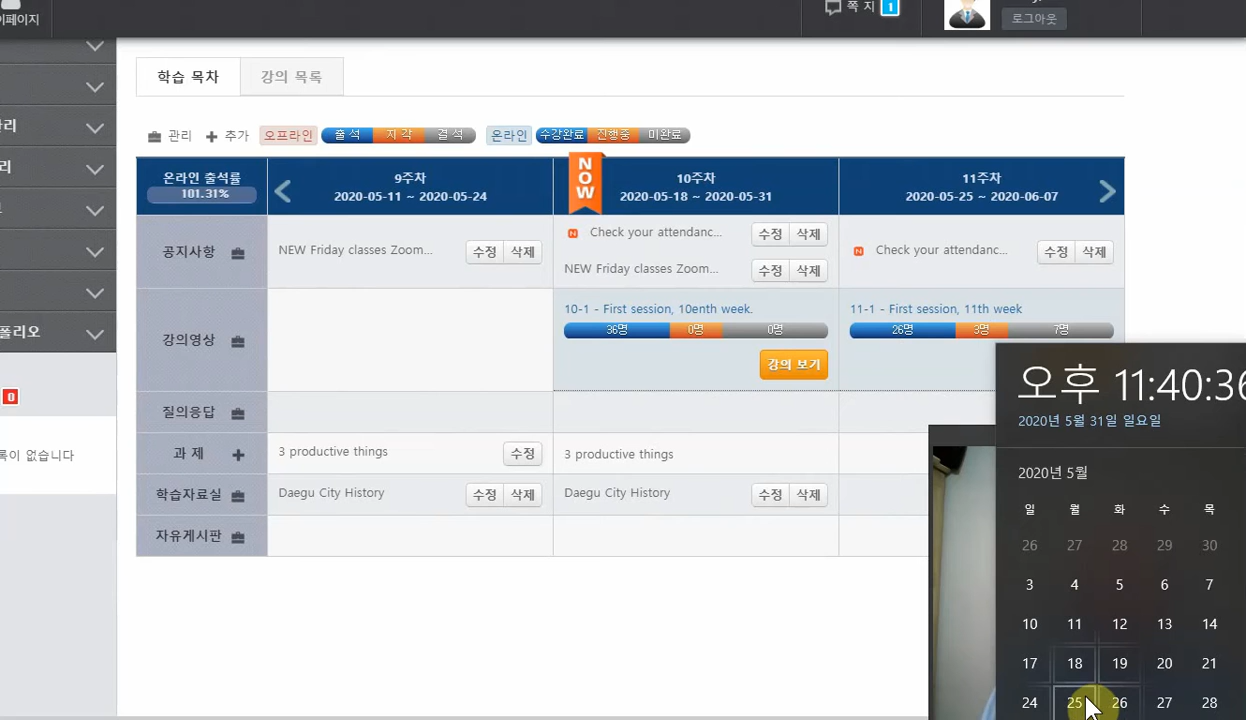 이페이지
쪽 지 1
로그아웃
학습 목차 강의 목록
관리 추가 오프라인 출 석 지 각 결 석 온라인 수강완료 진행중 미완료
온라인 출석률
101.31%
9주차
2020-05-11 ~ 2020-05-24
NOW
10주차
2020-05-18 ~ 2020-05-31
11주차
2020-05-25 ~ 2020-06-07
공지사항
NEW Friday classes Zoom... 수정 삭제
Check your attendanc... 수정 삭제
NEW Friday classes Zoom... 수정 삭제
Check your attendanc... 수정 삭제
강의영상
10-1 - First session, 10enth week.
36명 0명 0명
강의 보기
11-1 - First session, 11th week
26명 3명 7명
질의응답
과 제
3 productive things 수정
3 productive things
학습자료실
Daegu City History 수정 삭제
Daegu City History 수정 삭제
자유게시판
리
리
폴리오
0
록이 없습니다
오후 11:40:36
2020년 5월 31일 일요일
2020년 5월
일 월 화 수 목
26 27 28 29 30
3 4 5 6 7
10 11 12 13 14
17 18 19 20 21
24 25 26 27 28